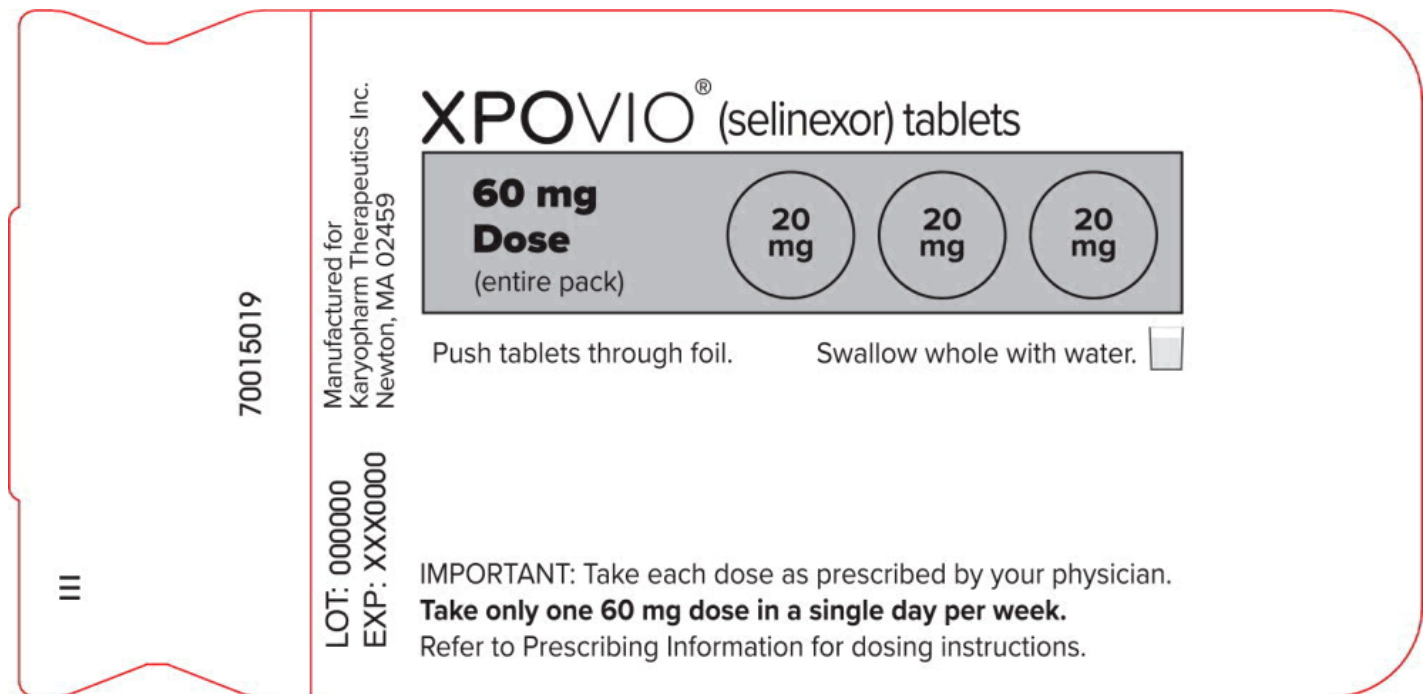 70015019
Manufactured for
Karyopharm Therapeutics Inc.
Newton, MA 02459
LOT: 000000
EXP: XXX0000
XPOVIO® (selinexor) tablets
60 mg
Dose
(entire pack)
20
mg
20
mg
20
mg
Push tablets through foil.
Swallow whole with water.
IMPORTANT: Take each dose as prescribed by your physician.
Take only one 60 mg dose in a single day per week.
Refer to Prescribing Information for dosing instructions.